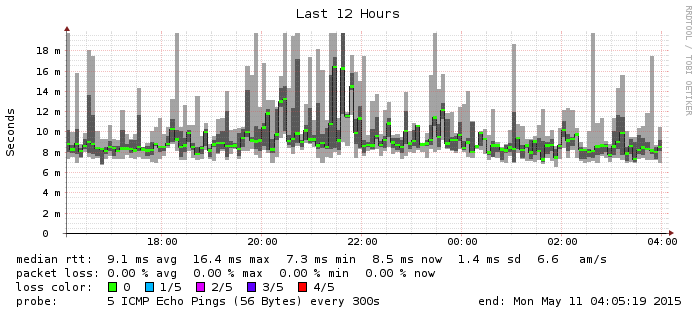 Last 12 Hours
RRDTOOL / TOBI OETIKER
Seconds
18 m
16 m
14 m
12 m
10 m
8 m
6 m
4 m
2 m
0
18:00 20:00 22:00 00:00 02:00 04:00
median rtt: 9.1 ms avg 16.4 ms max 7.3 ms min 8.5 ms now 1.4 ms sd 6.6 am/s
packet loss: 0.00 % avg 0.00 % max 0.00 % min 0.00 % now
loss color: 0 1/5 2/5 3/5 4/5
probe: 5 ICMP Echo Pings (56 Bytes) every 300s end: Mon May 11 04:05:19 2015